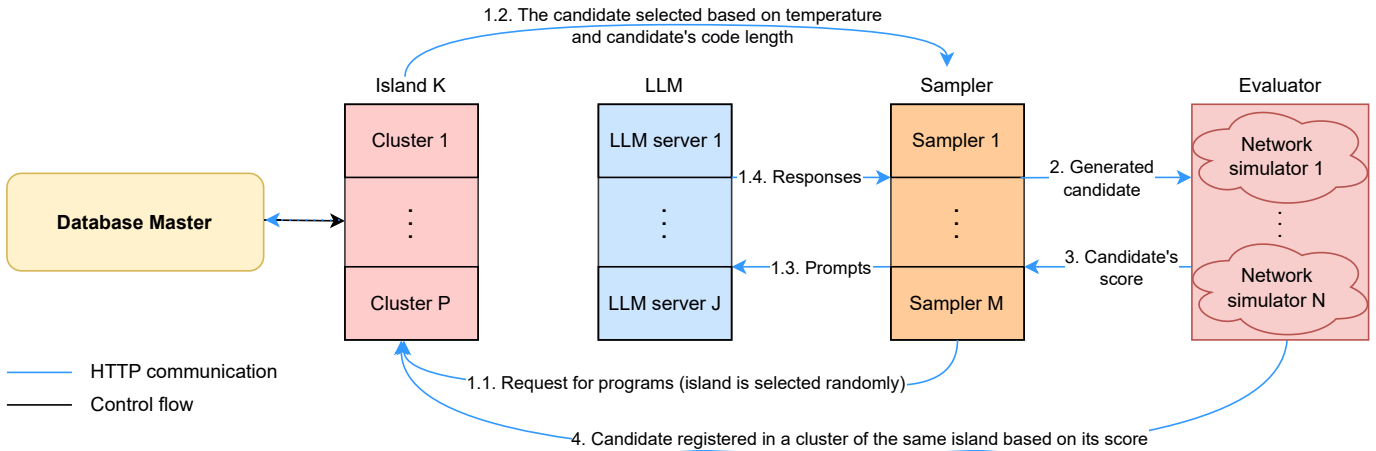 1.2. The candidate selected based on temperature
and candidate's code length
Island K
LLM
Sampler
Evaluator
Cluster 1
LLM server 1
Sampler 1
Network
simulator 1
1.4. Responses
2. Generated
candidate
Database Master
1.3. Prompts
3. Candidate's
score
Cluster P
LLM server J
Sampler M
Network
simulator N
HTTP communication
1.1. Request for programs (island is selected randomly)
Control flow
4. Candidate registered in a cluster of the same island based on its score